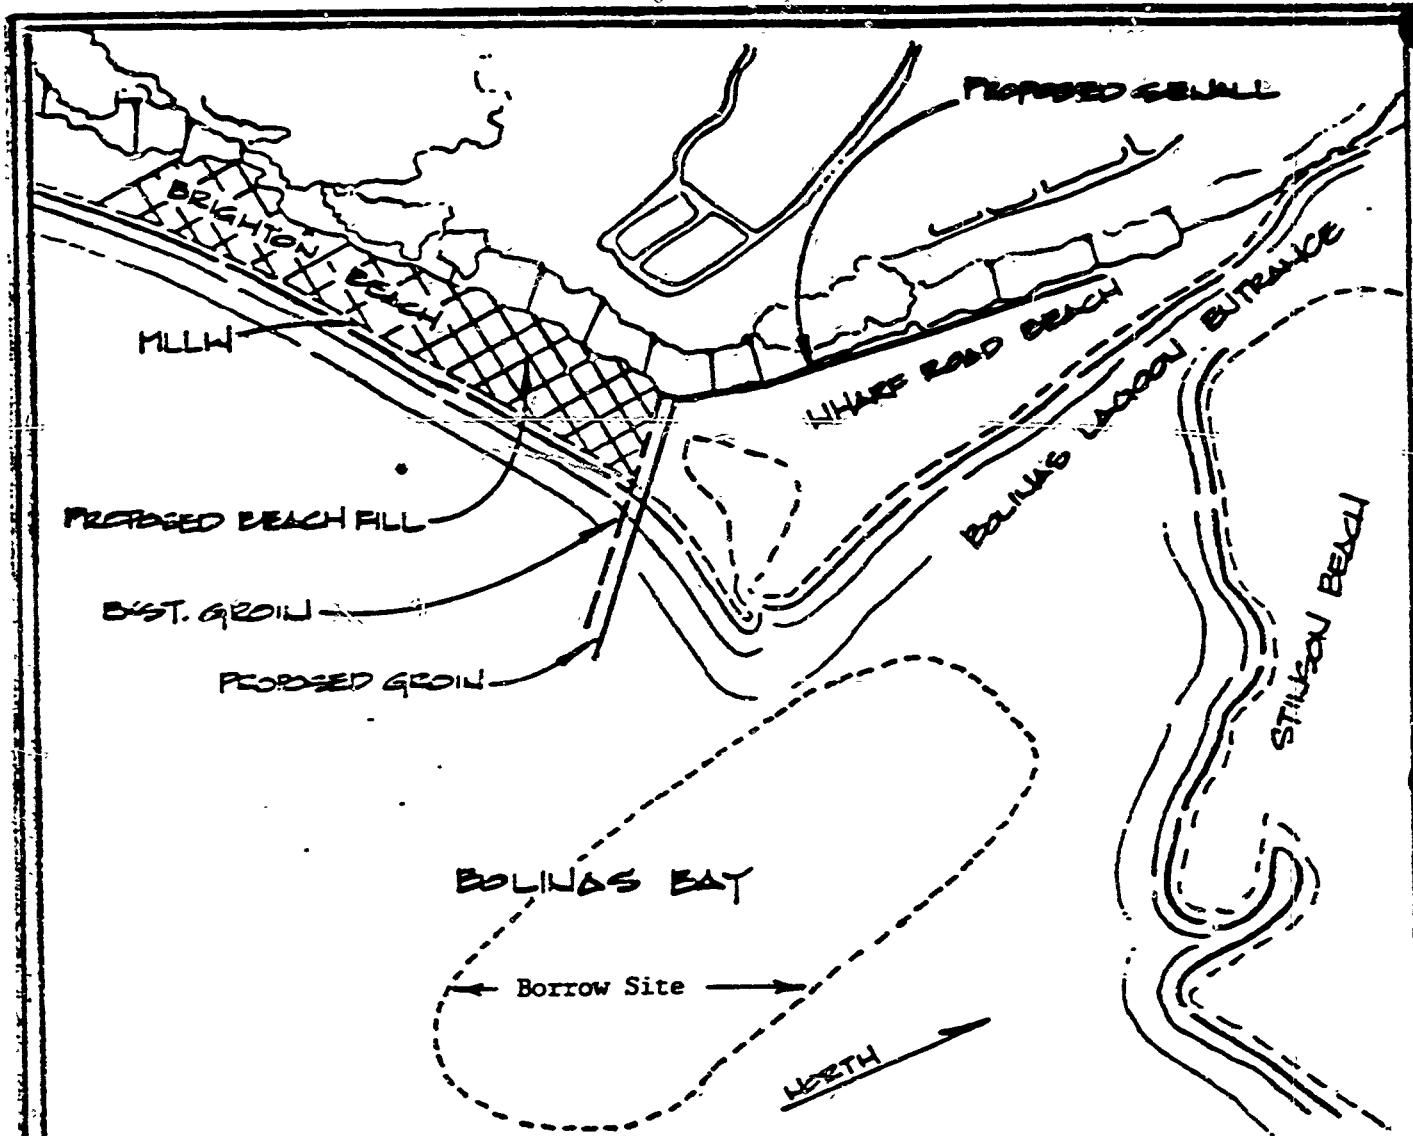 PROPOSED SEWALL
BRIGHTON
BEACH
MLLW
WHARF ROAD BEACH
BOLINAS LAGOON ENTRANCE
PROPOSED BEACH FILL
EXIST. GROIN
PROPOSED GROIN
STINSON BEACH
BOLINAS BAY
Borrow Site
NORTH